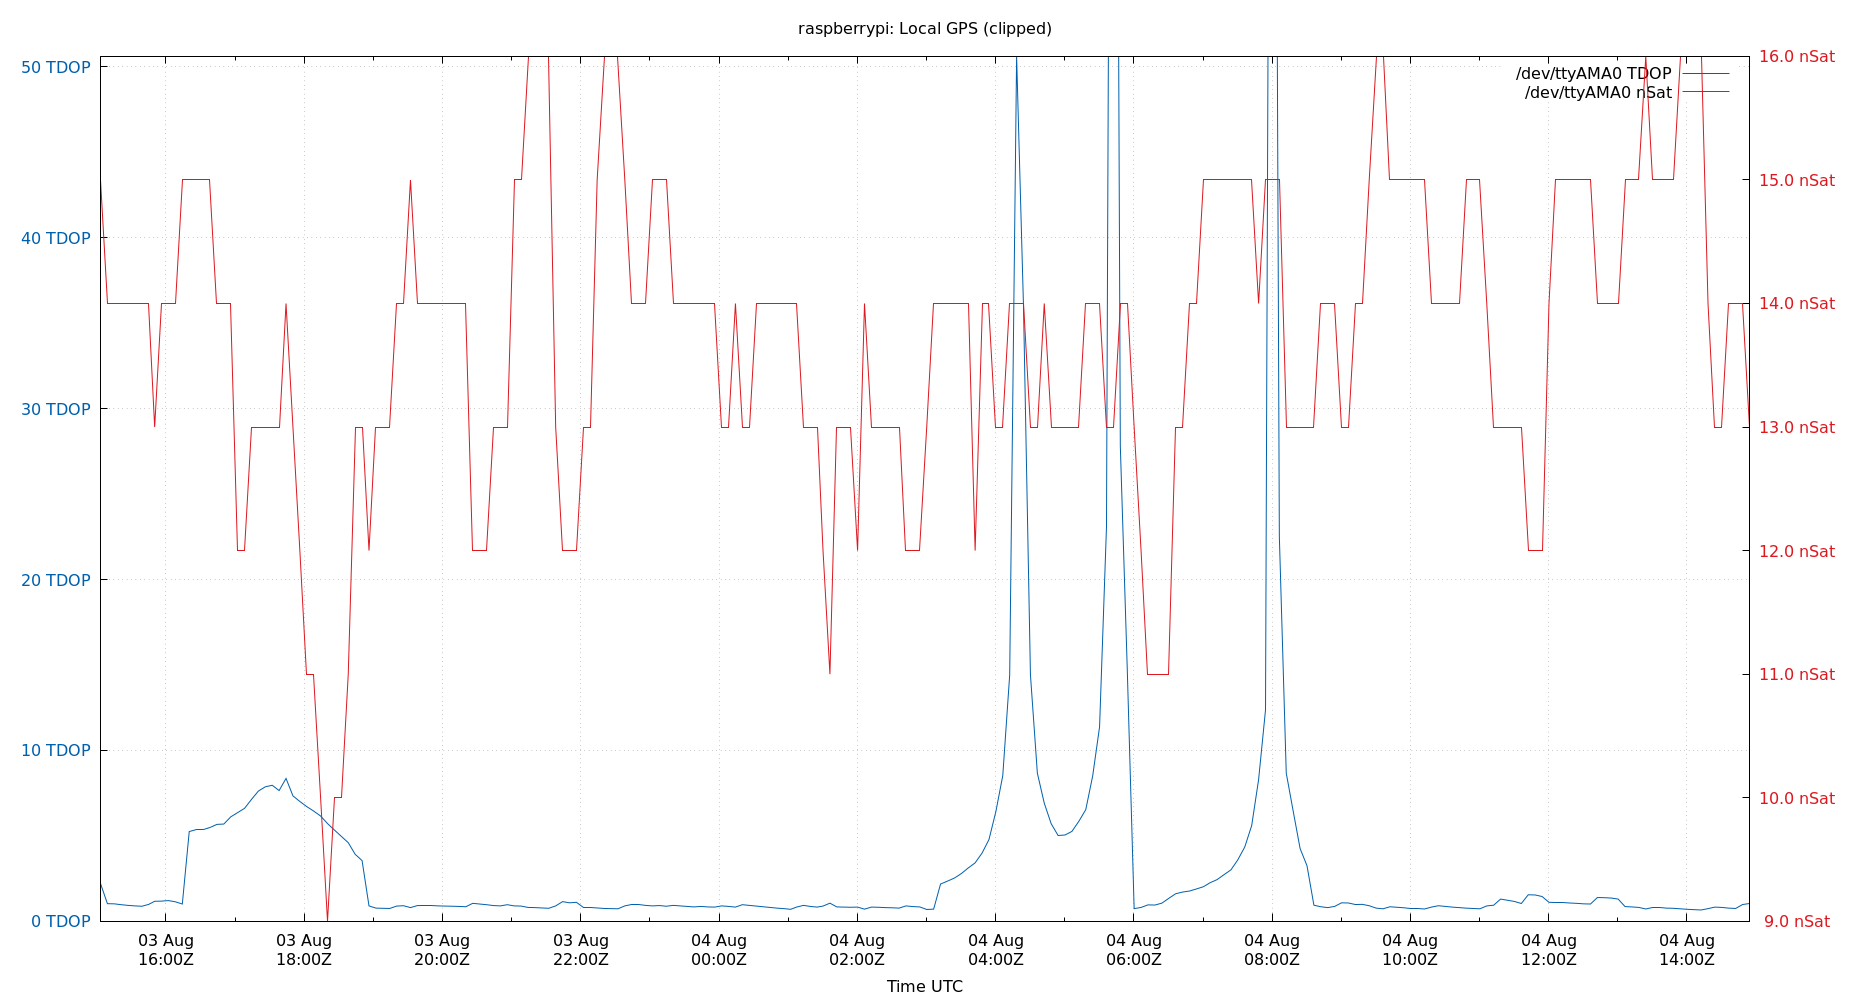 raspberrypi: Local GPS (clipped)
50 TDOP
40 TDOP
30 TDOP
20 TDOP
10 TDOP
0 TDOP
16.0 nSat
15.0 nSat
14.0 nSat
13.0 nSat
12.0 nSat
11.0 nSat
10.0 nSat
9.0 nSat
/dev/ttyAMA0 TDOP
/dev/ttyAMA0 nSat
03 Aug 03 Aug 03 Aug 03 Aug 04 Aug 04 Aug 04 Aug 04 Aug 04 Aug 04 Aug 04 Aug 04 Aug
16:00Z 18:00Z 20:00Z 22:00Z 00:00Z 02:00Z 04:00Z 06:00Z 08:00Z 10:00Z 12:00Z 14:00Z
Time UTC